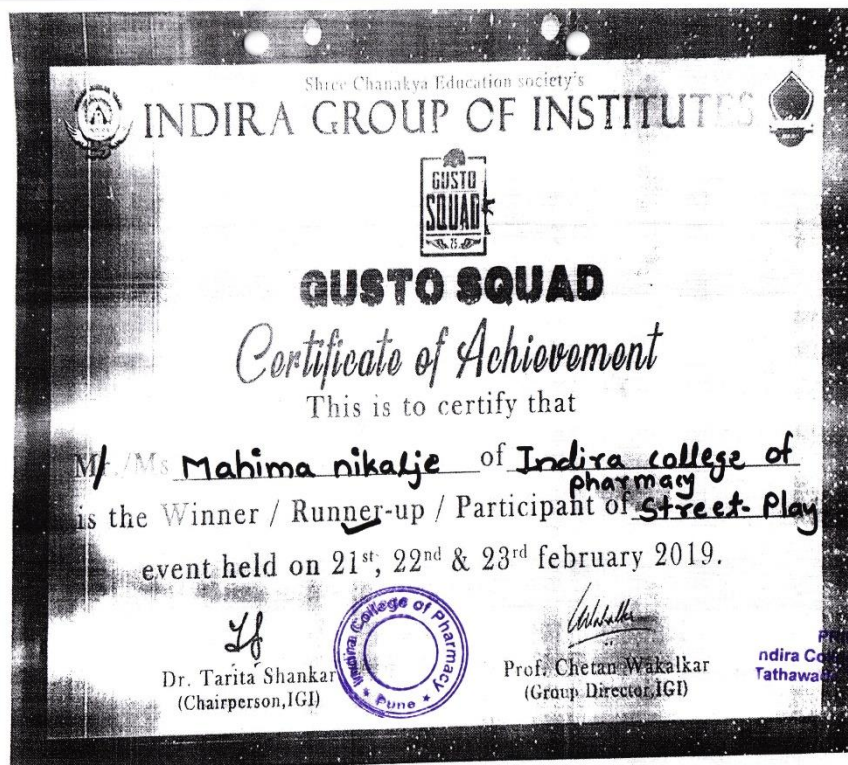 Shree Chanakya Education society's
INDIRA GROUP OF INSTITUTES
GUSTO
SQUAD
25
GUSTO SQUAD
Certificate of Achievement
This is to certify that
Mr./Ms Mahima nikalje of Indira college of
pharmacy
is the Winner / Runner-up / Participant of Street-Play
event held on 21st, 22nd & 23rd february 2019.
Indira College of Pharmacy
Pune
Dr. Tarita Shankar
(Chairperson,IGI)
Prof. Chetan Wakalkar
(Group Director,IGI)
ndira Co
Tathawa